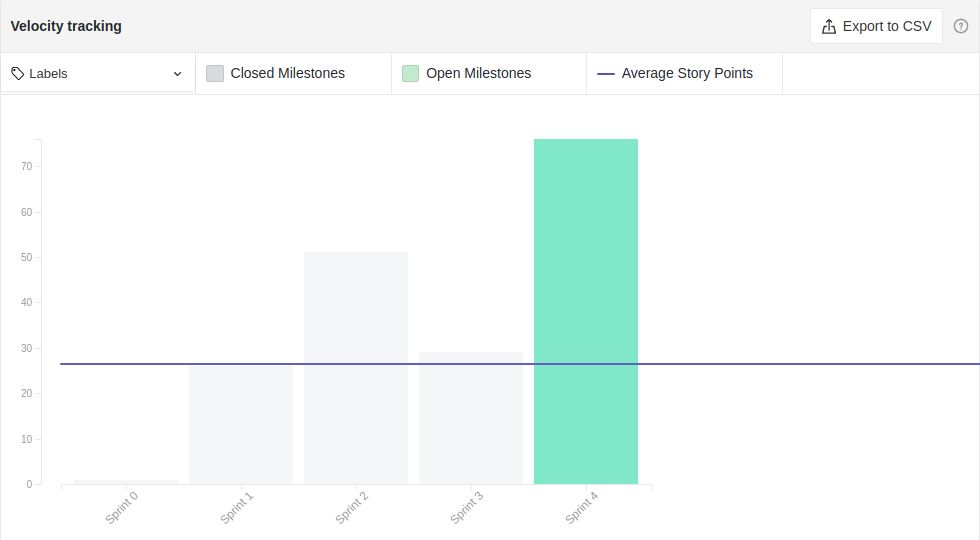 Velocity tracking
Export to CSV
?
Labels
Closed Milestones
Open Milestones
Average Story Points
70
60
50
40
30
20
10
0
Sprint 0
Sprint 1
Sprint 2
Sprint 3
Sprint 4